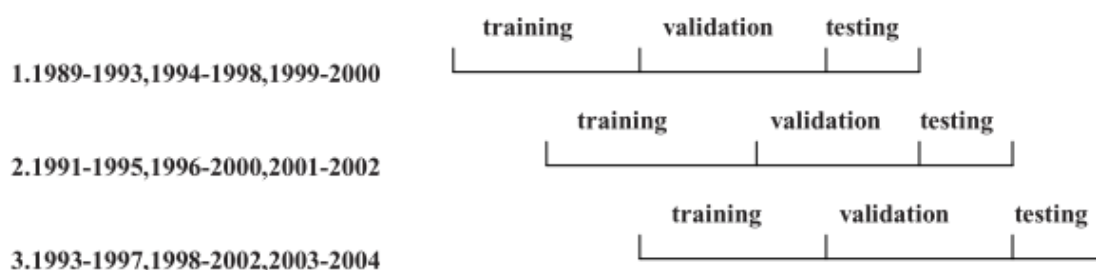 training validation testing
1.1989-1993,1994-1998,1999-2000
training validation testing
2.1991-1995,1996-2000,2001-2002
training validation testing
3.1993-1997,1998-2002,2003-2004